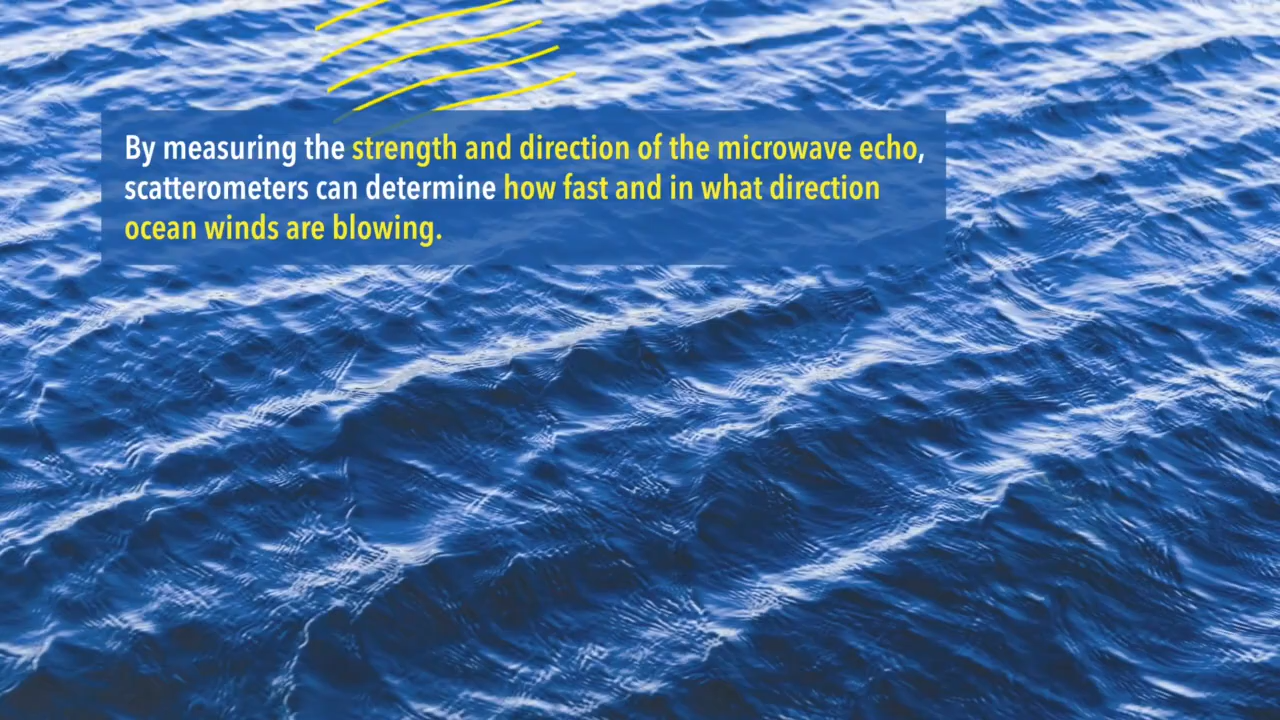 By measuring the strength and direction of the microwave echo,
scatterometers can determine how fast and in what direction
ocean winds are blowing.